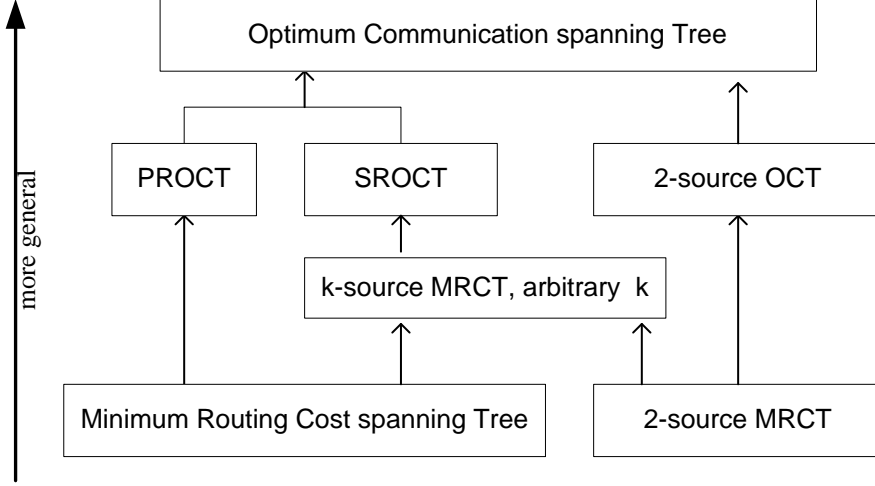 Optimum Communication spanning Tree
PROCT
SROCT
2-source OCT
more general
k-source MRCT, arbitrary k
Minimum Routing Cost spanning Tree
2-source MRCT